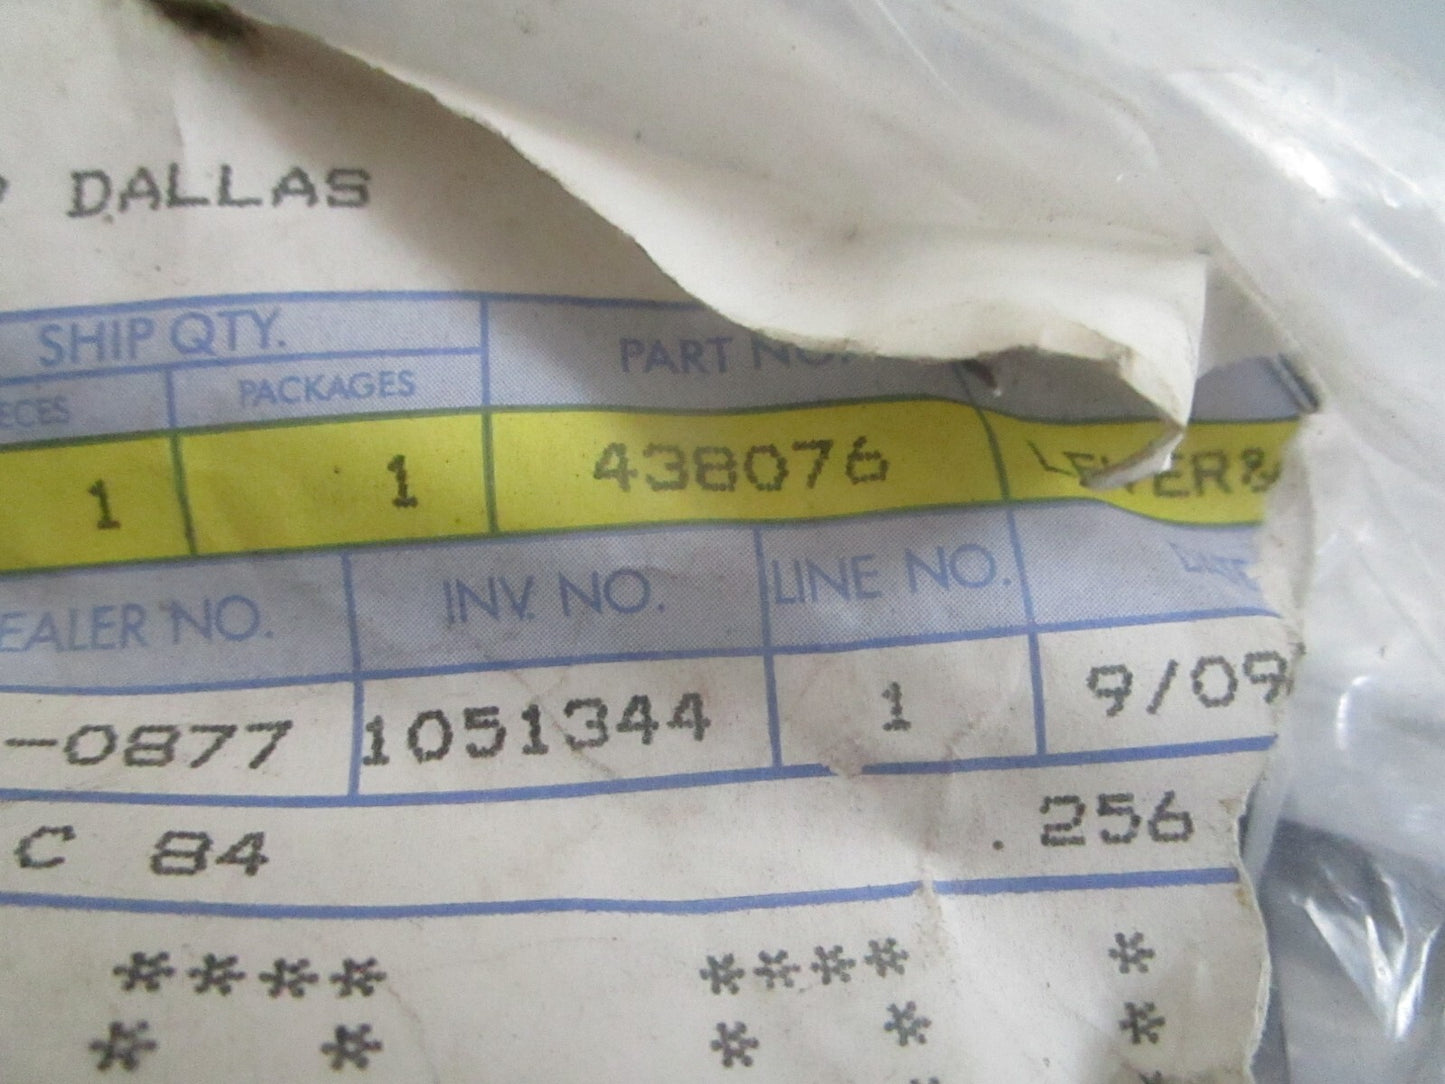 DALLAS
SHIP QTY. PART NO.
ECES PACKAGES
1 1 438076
EALER NO. INV. NO. LINE NO.
-0877 1051344 1 9/09
C 84 .256
**** **** *
* * * * *